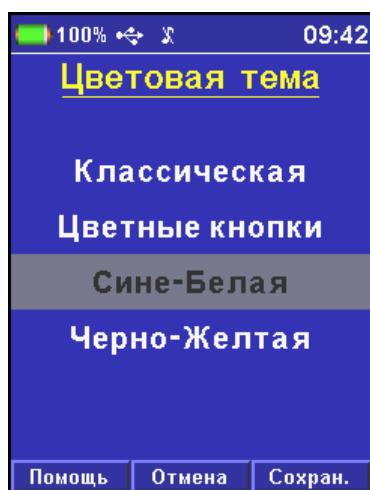 100% 09:42
Цветовая тема
Классическая
Цветные кнопки
Сине-Белая
Черно-Желтая
Помощь Отмена Сохран.